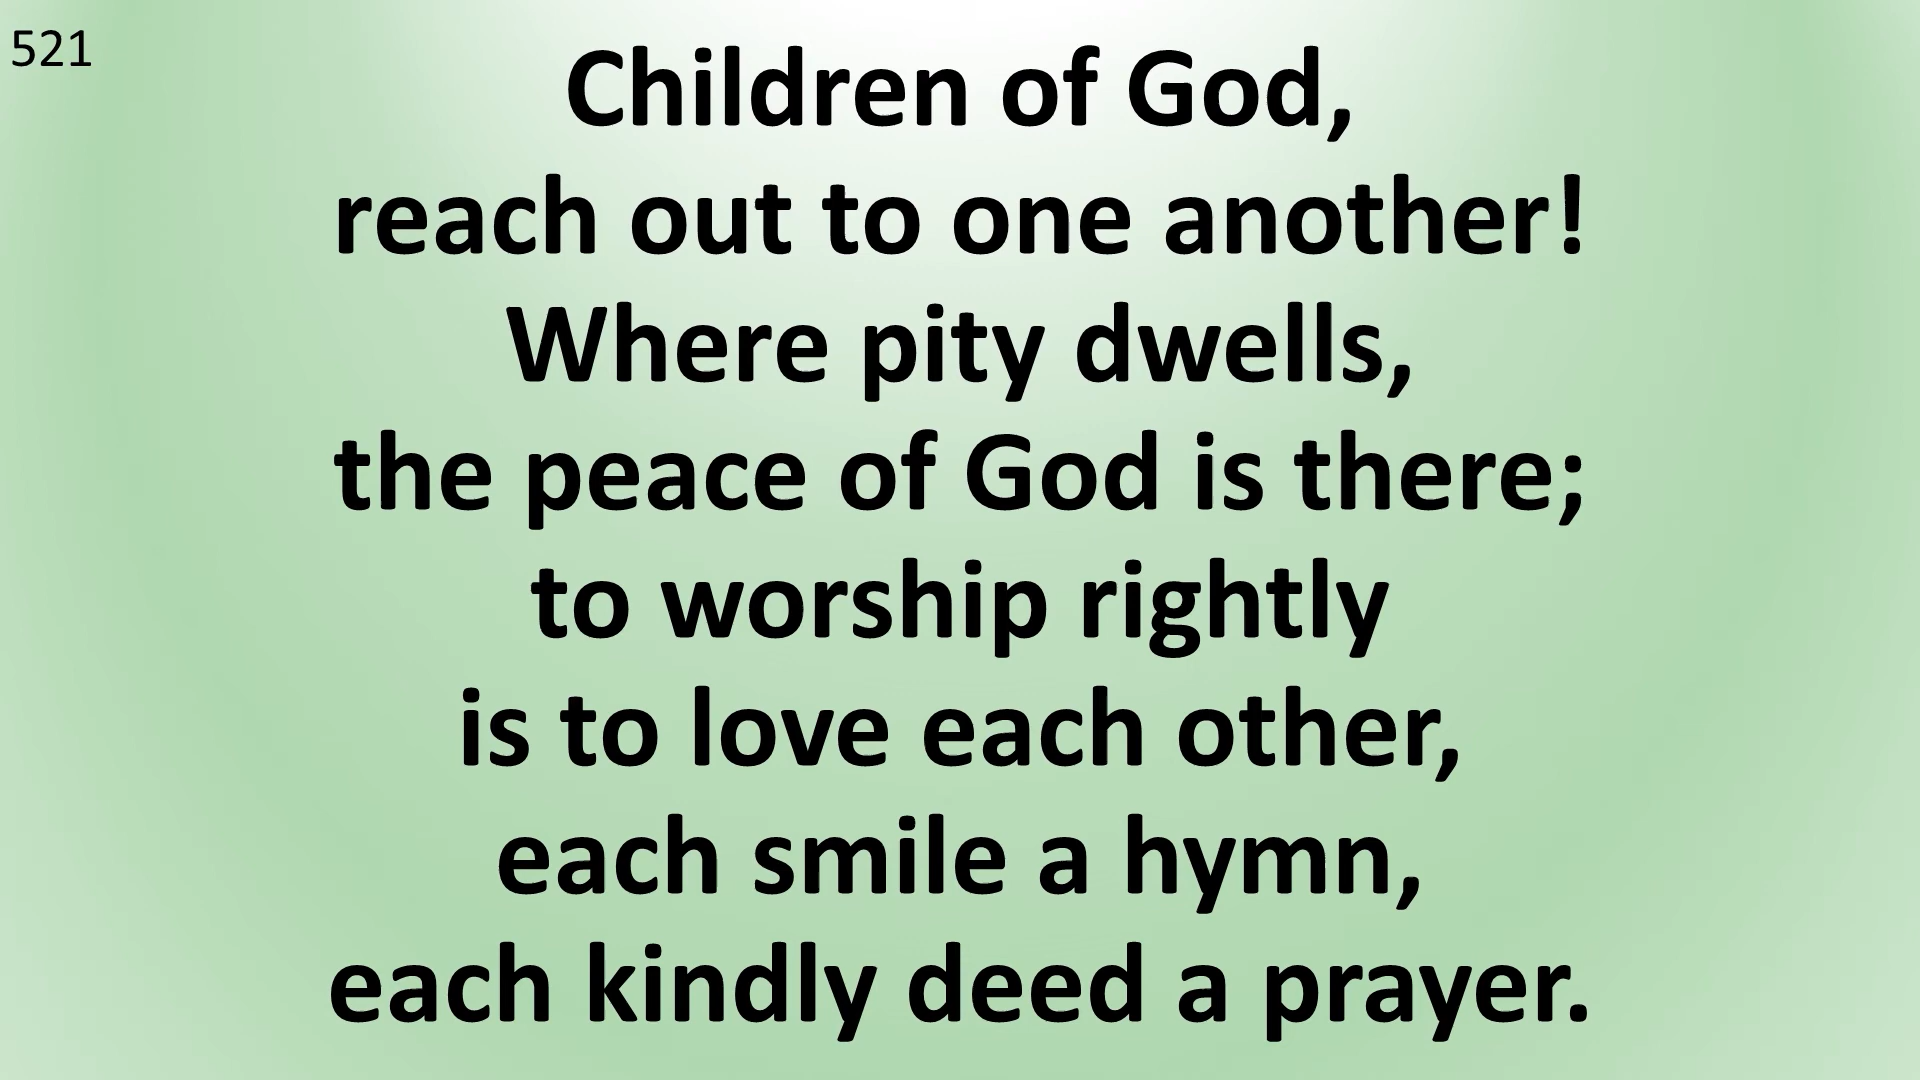 521
Children of God,
reach out to one another!
Where pity dwells,
the peace of God is there;
to worship rightly
is to love each other,
each smile a hymn,
each kindly deed a prayer.